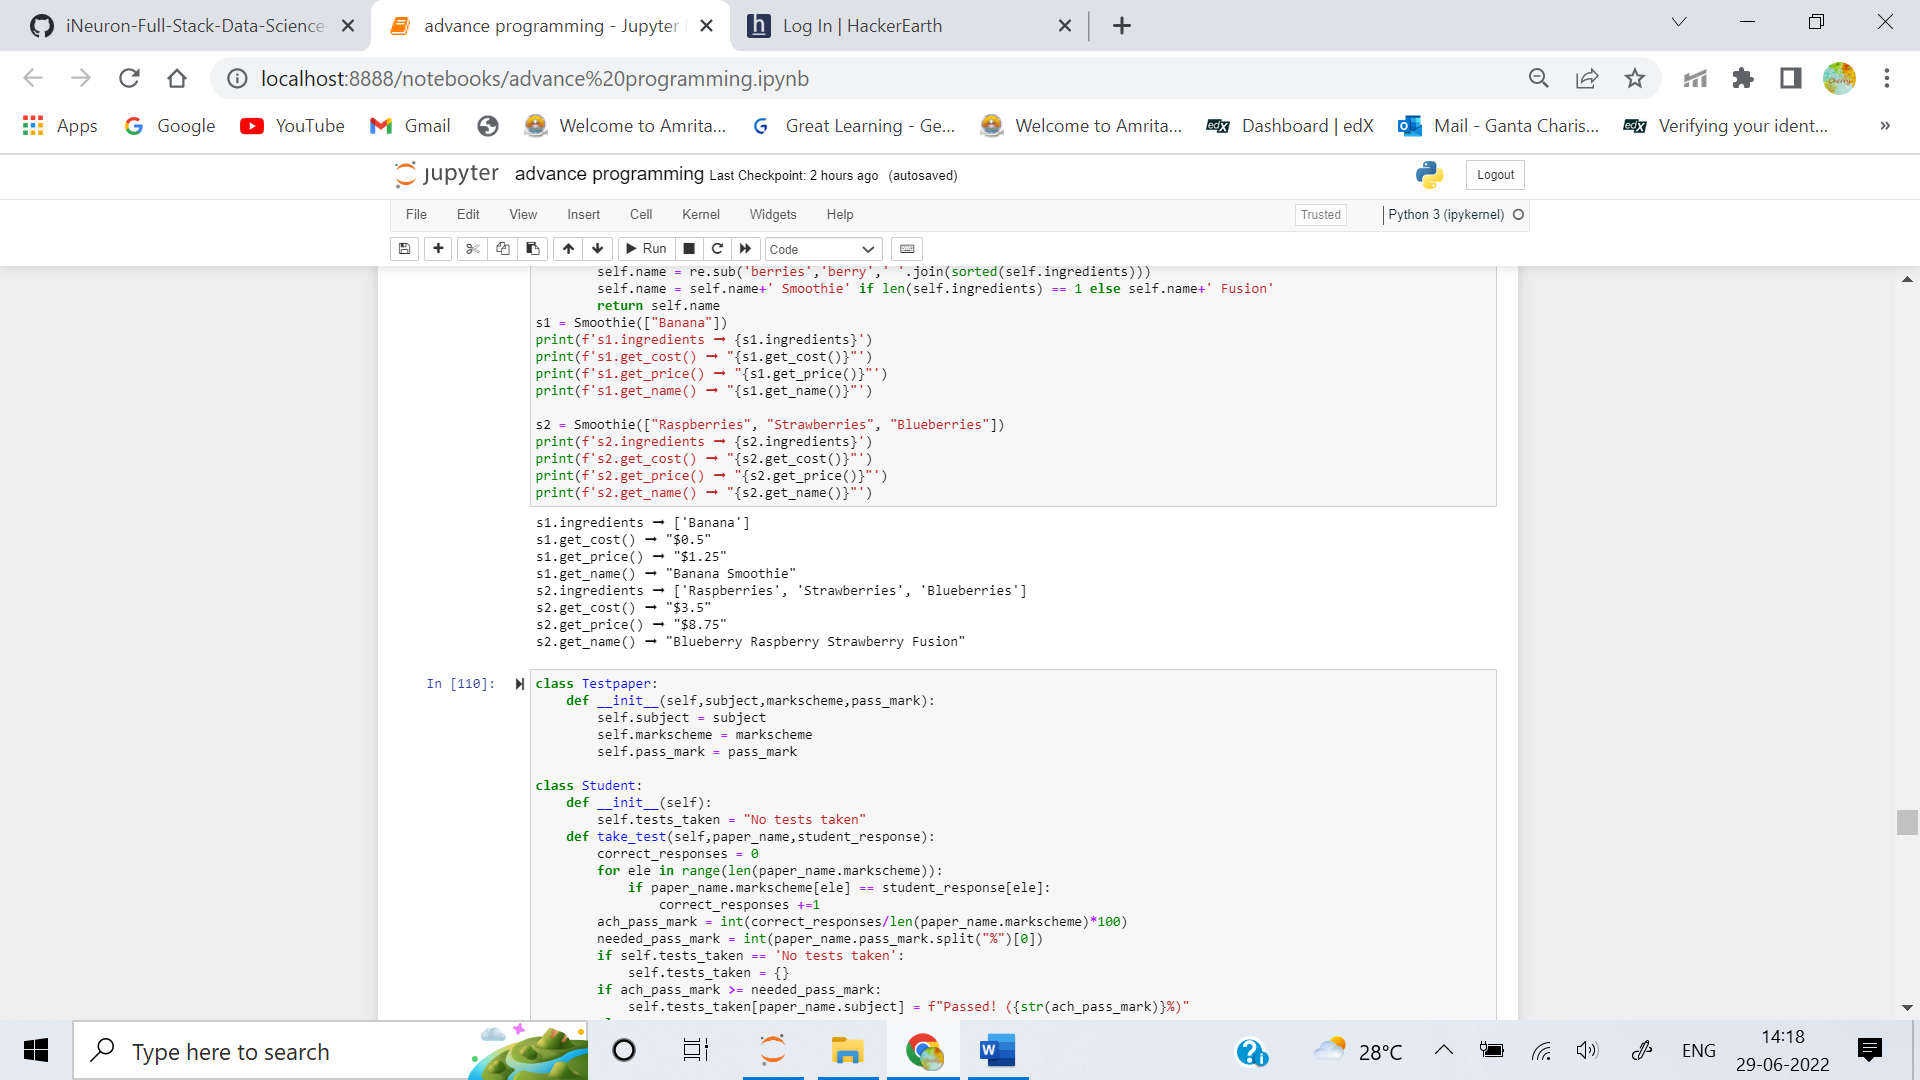 iNeuron-Full-Stack-Data-Science
advance programming - Jupyter
Log In | HackerEarth
localhost:8888/notebooks/advance%20programming.ipynb
Apps
Google
YouTube
Gmail
Welcome to Amrita...
Great Learning - Ge...
Welcome to Amrita...
Dashboard | edX
Mail - Ganta Charis...
Verifying your ident...
»
jupyter advance programming Last Checkpoint: 2 hours ago (autosaved)
Logout
File Edit View Insert Cell Kernel Widgets Help
Trusted
Python 3 (ipykernel)
Run
Code
self.name = re.sub('berries','berry',' '.join(sorted(self.ingredients)))
self.name = self.name+' Smoothie' if len(self.ingredients) == 1 else self.name+' Fusion'
return self.name
s1 = Smoothie(["Banana"])
print(f's1.ingredients ➞ {s1.ingredients}')
print(f's1.get_cost() ➞ "{s1.get_cost()}"')
print(f's1.get_price() ➞ "{s1.get_price()}"')
print(f's1.get_name() ➞ "{s1.get_name()}"')
s2 = Smoothie(["Raspberries", "Strawberries", "Blueberries"])
print(f's2.ingredients ➞ {s2.ingredients}')
print(f's2.get_cost() ➞ "{s2.get_cost()}"')
print(f's2.get_price() ➞ "{s2.get_price()}"')
print(f's2.get_name() ➞ "{s2.get_name()}"')
s1.ingredients ➞ ['Banana']
s1.get_cost() ➞ "$0.5"
s1.get_price() ➞ "$1.25"
s1.get_name() ➞ "Banana Smoothie"
s2.ingredients ➞ ['Raspberries', 'Strawberries', 'Blueberries']
s2.get_cost() ➞ "$3.5"
s2.get_price() ➞ "$8.75"
s2.get_name() ➞ "Blueberry Raspberry Strawberry Fusion"
In [110]:
class Testpaper:
def __init__(self,subject,markscheme,pass_mark):
self.subject = subject
self.markscheme = markscheme
self.pass_mark = pass_mark
class Student:
def __init__(self):
self.tests_taken = "No tests taken"
def take_test(self,paper_name,student_response):
correct_responses = 0
for ele in range(len(paper_name.markscheme)):
if paper_name.markscheme[ele] == student_response[ele]:
correct_responses +=1
ach_pass_mark = int(correct_responses/len(paper_name.markscheme)*100)
needed_pass_mark = int(paper_name.pass_mark.split("%")[0])
if self.tests_taken == 'No tests taken':
self.tests_taken = {}
if ach_pass_mark >= needed_pass_mark:
self.tests_taken[paper_name.subject] = f"Passed! ({str(ach_pass_mark)}%)"
Type here to search
28°C
ENG
14:18
29-06-2022